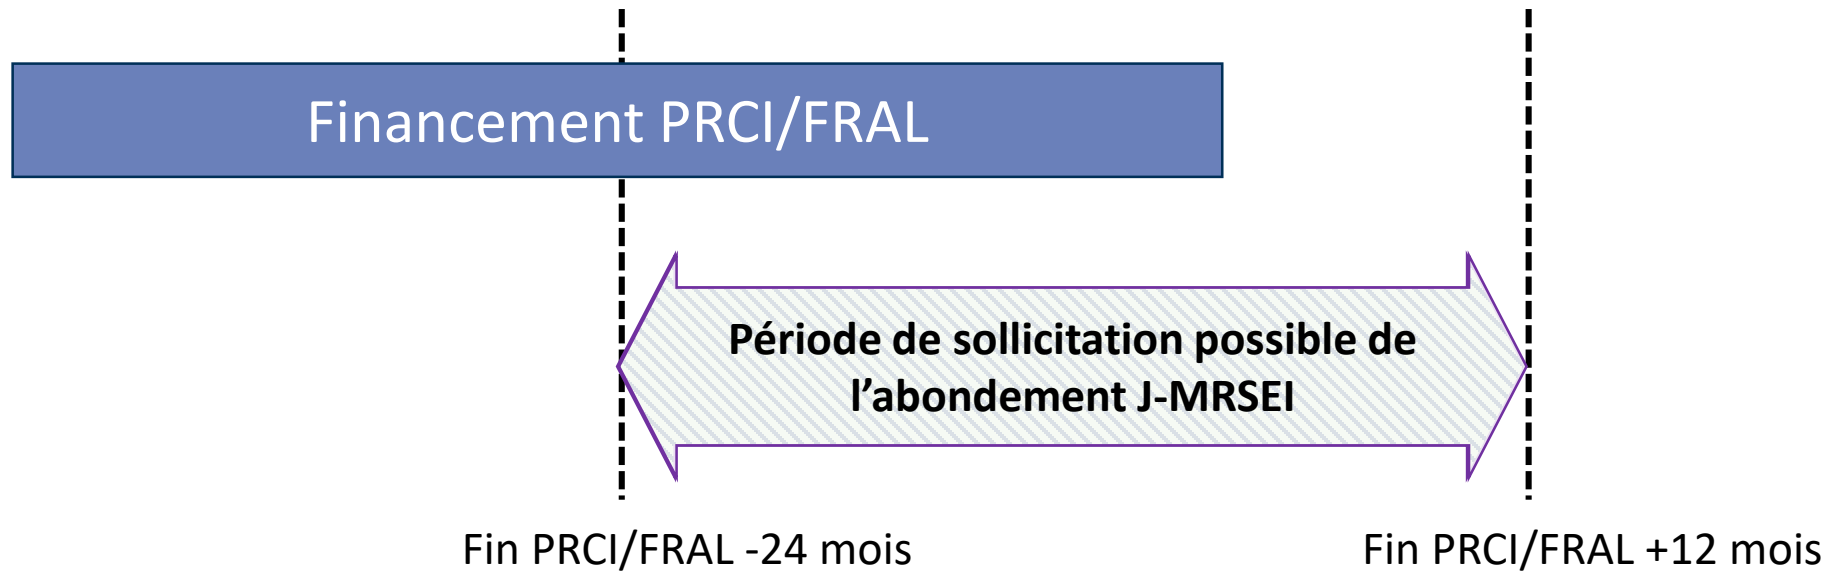 Financement PRCI/FRAL
Période de sollicitation possible de
l’abondement J-MRSEI
Fin PRCI/FRAL -24 mois
Fin PRCI/FRAL +12 mois